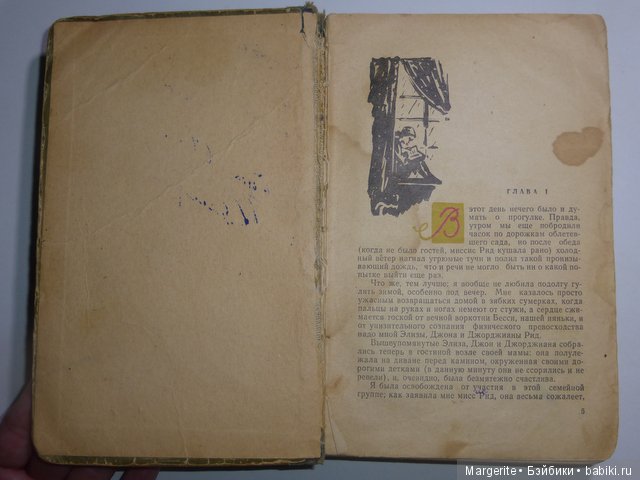 ГЛАВА I
В этот день нечего было и ду-
мать о прогулке. Правда,
утром мы еще побродили
часок по дорожкам облетев-
шего сада, но после обеда
(когда не было гостей, миссис Рид кушала рано) холод-
ный ветер нагнал угрюмые тучи и полил такой пронизы-
вающий дождь, что и речи не могло быть ни о какой по-
пытке выйти еще раз.
Что же, тем лучше: я вообще не любила подолгу гу-
лять зимой, особенно под вечер. Мне казалось просто
ужасным возвращаться домой в зябких сумерках, когда
пальцы на руках и ногах немеют от стужи, а сердце сжи-
мается тоской от вечной воркотни Бесси, нашей няньки, и
от унизительного сознания физического превосходства
надо мной Элизы, Джона и Джорджианы Рид.
Вышеупомянутые Элиза, Джон и Джорджиана собра-
лись теперь в гостиной возле своей мамы: она полуле-
жала на диване перед камином, окруженная своими до-
рогими детками (в данную минуту они не ссорились и не
ревели), и, очевидно, была безмятежно счастлива.
Я была освобождена от участия в этой семейной
группе; как заявила мне миссис Рид, она весьма сожалеет,
5
Margerite • Бэйбики • babiki.ru